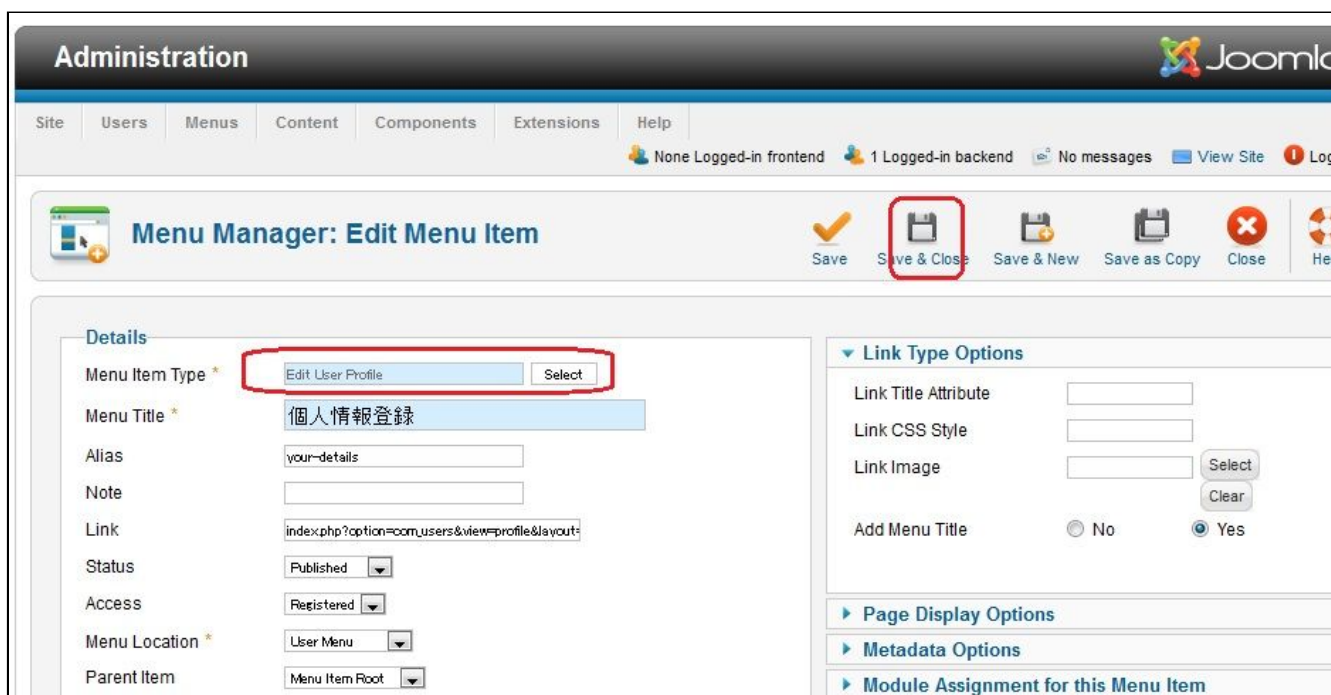 Administration
Site Users Menus Content Components Extensions Help
None Logged-in frontend 1 Logged-in backend No messages View Site
Menu Manager: Edit Menu Item
Save Save & Close Save & New Save as Copy Close
Details
Menu Item Type * Edit User Profile Select
Menu Title * 個人情報登録
Alias your-details
Note
Link index.php?option=com_users&view=profile&layout=
Status Published
Access Registered
Menu Location * User Menu
Parent Item Menu Item Root
Link Type Options
Link Title Attribute
Link CSS Style
Link Image Select
Clear
Add Menu Title No Yes
Page Display Options
Metadata Options
Module Assignment for this Menu Item